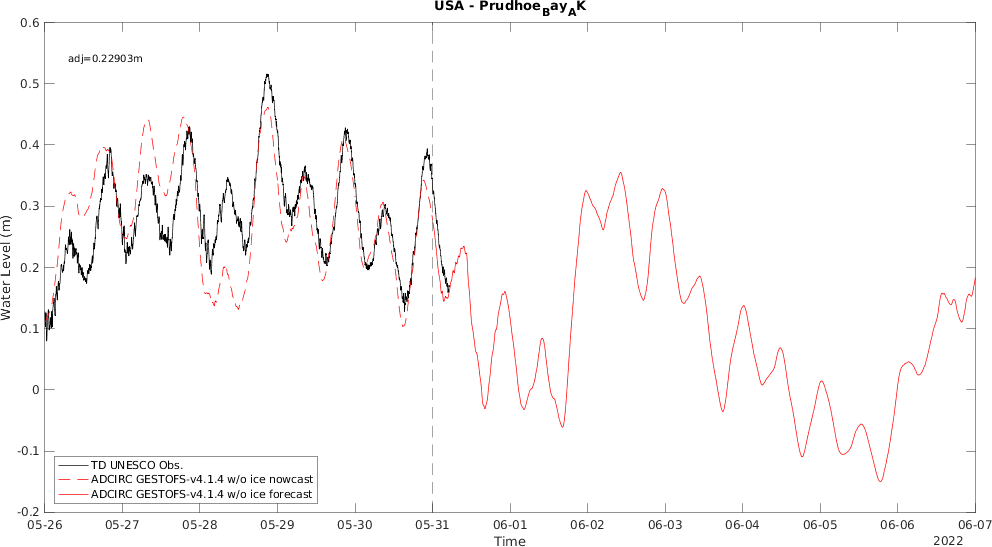 USA - Prudhoe_Bay_AK
adj=0.22903m
0.6
0.5
0.4
0.3
0.2
0.1
0
-0.1
-0.2
Water Level (m)
TD UNESCO Obs.
ADCIRC GESTOFS-v4.1.4 w/o ice nowcast
ADCIRC GESTOFS-v4.1.4 w/o ice forecast
05-26 05-27 05-28 05-29 05-30 05-31 06-01 06-02 06-03 06-04 06-05 06-06 06-07
Time
2022